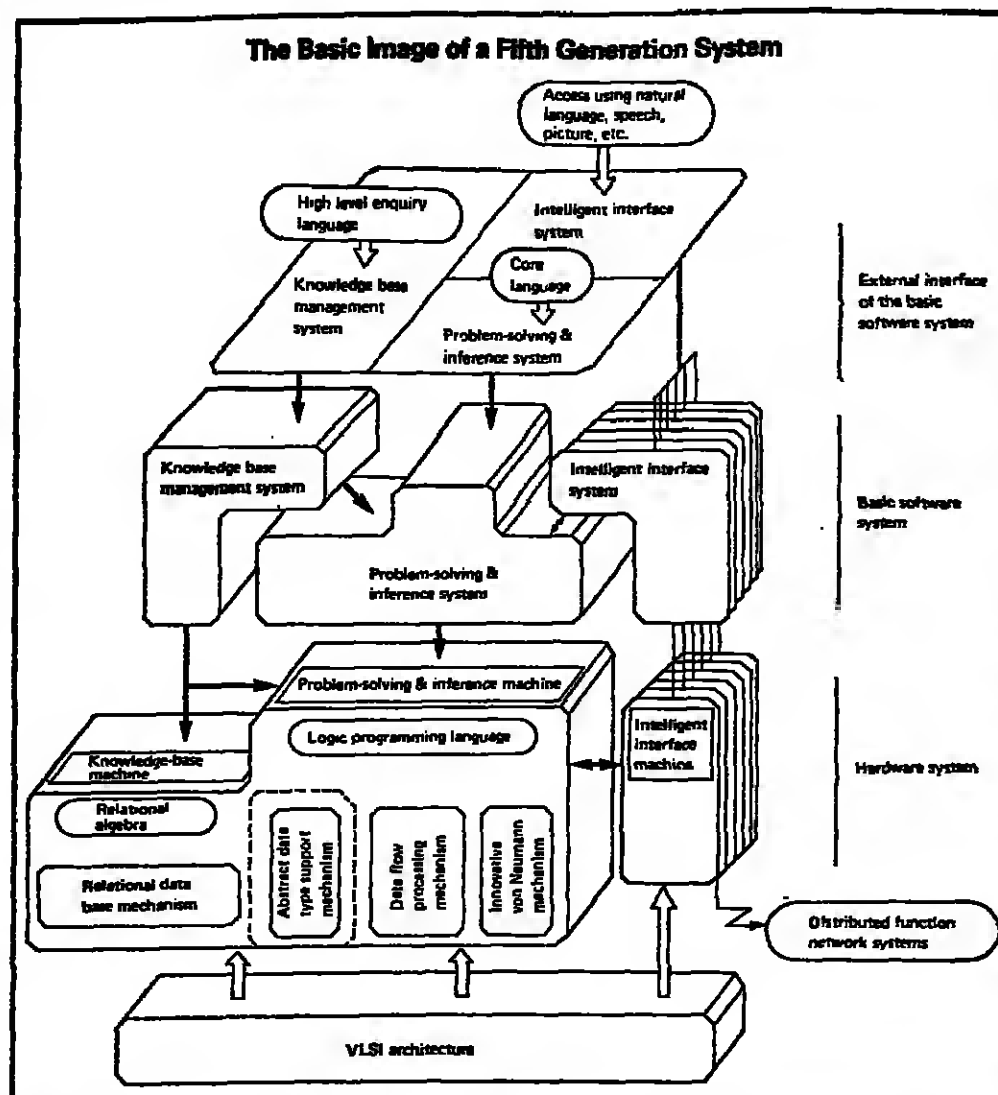 The Basic Image of a Fifth Generation System
Access using natural
language, speech,
picture, etc.
High level enquiry
language
Intelligent interface
system
Core
language
Knowledge base
management
system
Problem-solving &
inference system
External interface
of the basic
software system
Knowledge base
management system
Intelligent interface
system
Basic software
system
Problem-solving &
inference system
Problem-solving & inference machine
Logic programming language
Intelligent
interface
machine
Hardware system
Knowledge-base
machine
Relational
algebra
Relational data
base mechanism
Abstract data
type support
mechanism
Data flow
processing
mechanism
Innovative
von Neumann
mechanism
Distributed function
network systems
VLSI architecture